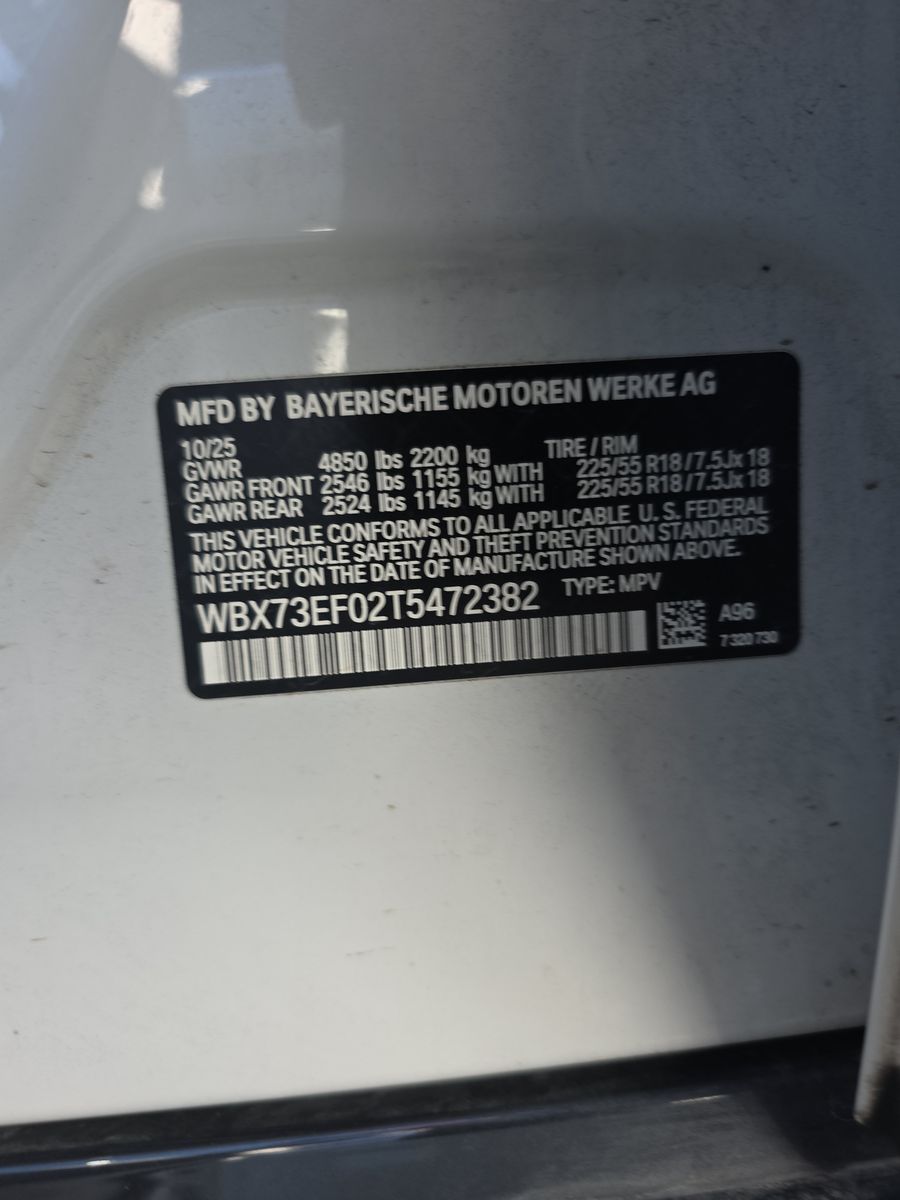 MFD BY BAYERISCHE MOTOREN WERKE AG
10/25 TIRE / RIM
GVWR 4850 lbs 2200 kg
GAWR FRONT 2546 lbs 1155 kg WITH 225/55 R18 / 7.5Jx 18
GAWR REAR 2524 lbs 1145 kg WITH 225/55 R18 / 7.5Jx 18
THIS VEHICLE CONFORMS TO ALL APPLICABLE U. S. FEDERAL
MOTOR VEHICLE SAFETY AND THEFT PREVENTION STANDARDS
IN EFFECT ON THE DATE OF MANUFACTURE SHOWN ABOVE.
WBX73EF02T5472382 TYPE: MPV
A96
7 320 730